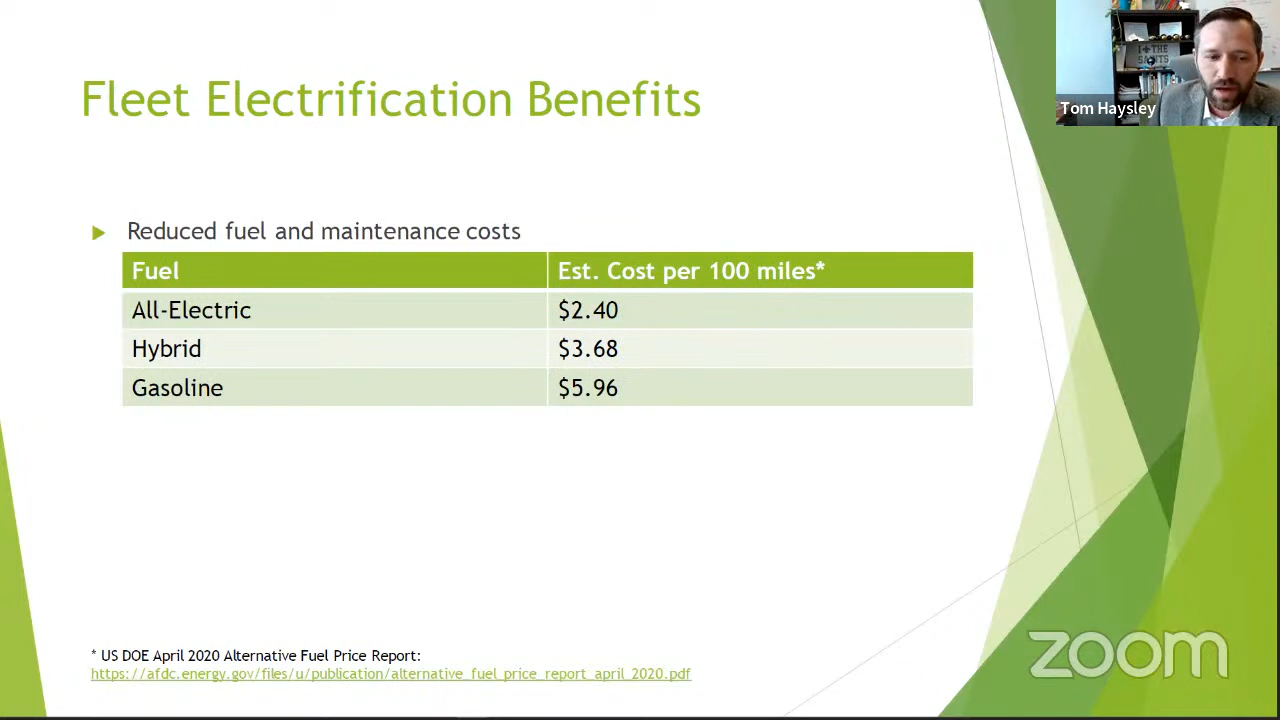 Fleet Electrification Benefits
Tom Haysley
I THE
SAINTS
Reduced fuel and maintenance costs
Fuel Est. Cost per 100 miles*
All-Electric $2.40
Hybrid $3.68
Gasoline $5.96
* US DOE April 2020 Alternative Fuel Price Report:
https://afdc.energy.gov/files/u/publication/alternative_fuel_price_report_april_2020.pdf
zoom